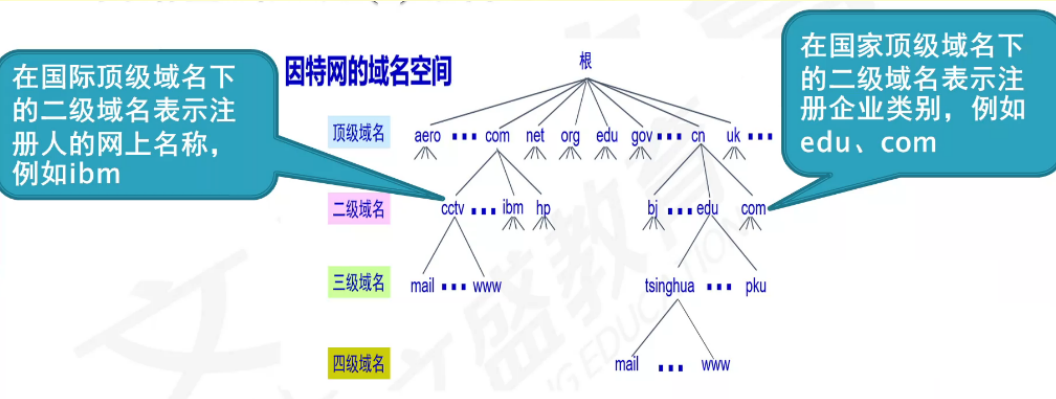 在国际顶级域名下
的二级域名表示注
册人的网上名称，
例如ibm
因特网的域名空间
在国家顶级域名下
的二级域名表示注
册企业类别，例如
edu、com
根
顶级域名 aero ▪▪▪ com net org edu gov ▪▪▪ cn uk ▪▪▪
二级域名 cctv ▪▪▪ ibm hp bj ▪▪▪ edu com
三级域名 mail ▪▪▪ www tsinghua ▪▪▪ pku
四级域名 mail ▪▪▪ www